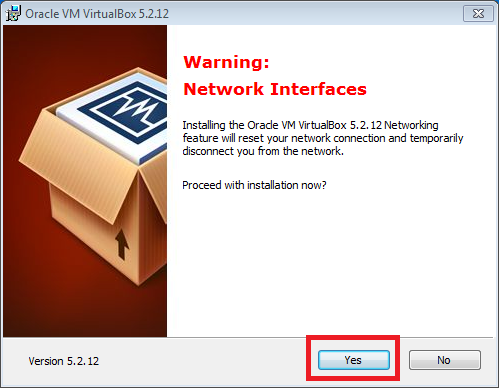 Oracle VM VirtualBox 5.2.12
Warning:
Network Interfaces
Installing the Oracle VM VirtualBox 5.2.12 Networking
feature will reset your network connection and temporarily
disconnect you from the network.
Proceed with installation now?
Version 5.2.12
Yes
No